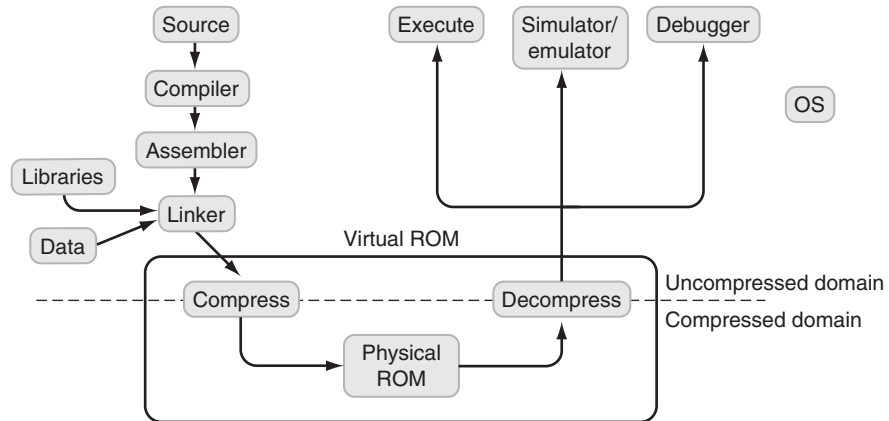 Source
Execute
Simulator/
emulator
Debugger
Compiler
OS
Assembler
Libraries
Linker
Data
Virtual ROM
Compress
Decompress
Uncompressed domain
Compressed domain
Physical
ROM